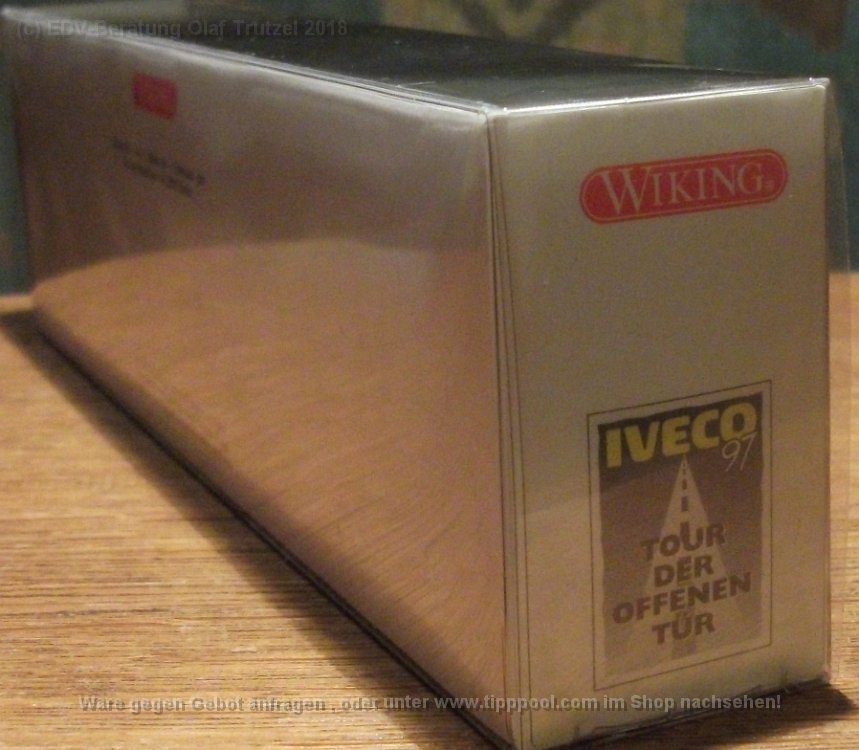 (c) EDV-Beratung Olaf Trutzel 2018
WIKING®
IVECO
97
TOUR
DER
OFFENEN
TÜR
Ware gegen Gebot anfragen , oder unter www.tipppool.com im Shop nachsehen!